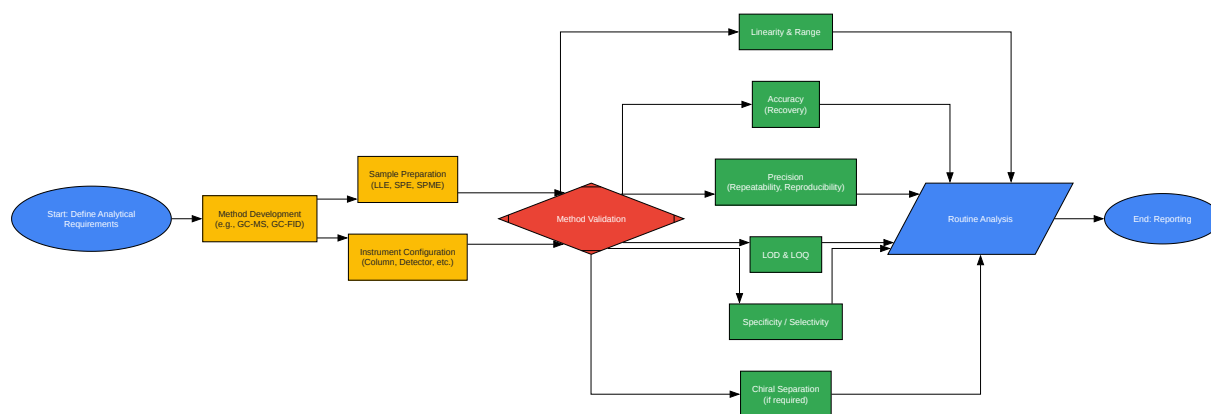 Start: Define Analytical
Requirements
Method Development
(e.g., GC-MS, GC-FID)
Sample Preparation
(LLE, SPE, SPME)
Instrument Configuration
(Column, Detector, etc.)
Method Validation
Linearity & Range
Accuracy
(Recovery)
Precision
(Repeatability, Reproducibility)
LOD & LOQ
Specificity / Selectivity
Chiral Separation
(if required)
Routine Analysis
End: Reporting